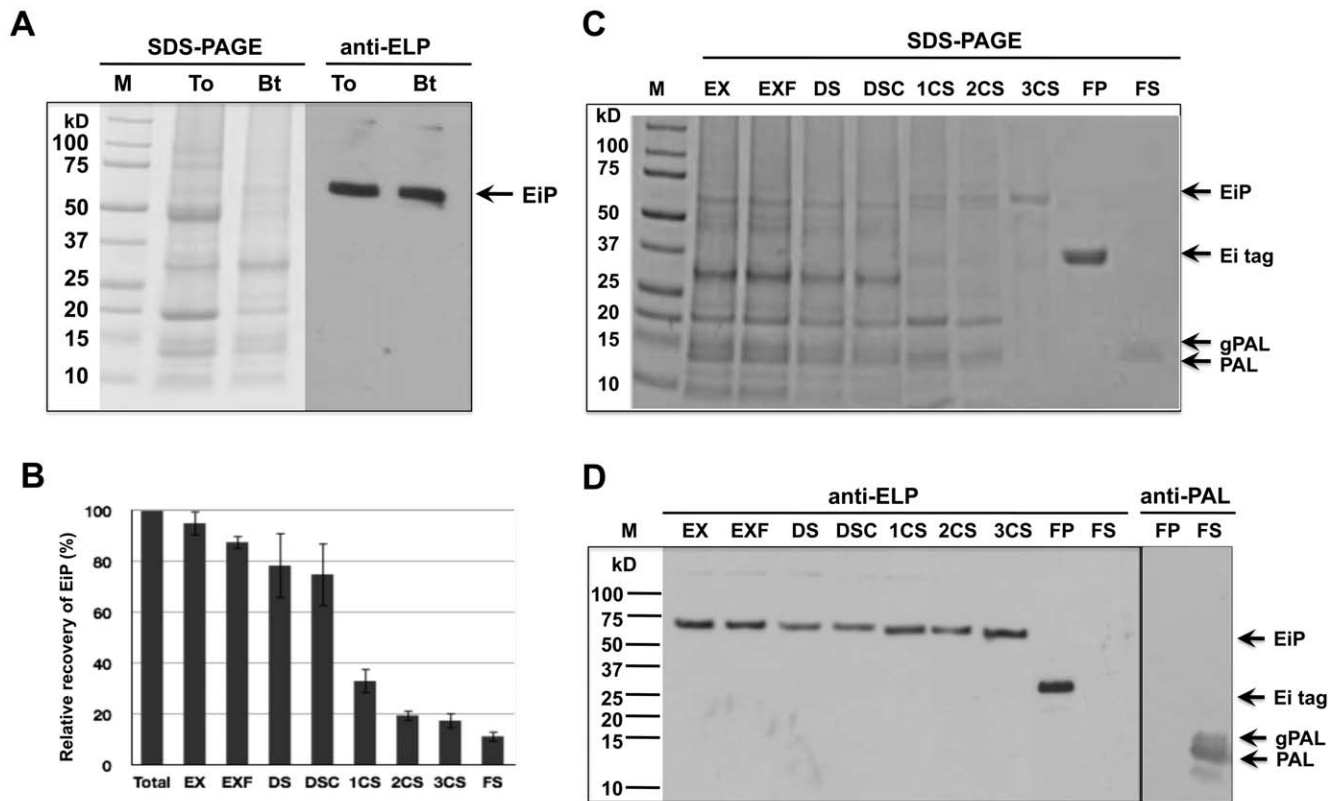 A
SDS-PAGE anti-ELP
M To Bt To Bt
kD
100
75
50
37
25
20
15
10
EiP
B
Relative recovery of EiP (%)
100
80
60
40
20
0
Total EX EXF DS DSC 1CS 2CS 3CS FS
C
SDS-PAGE
M EX EXF DS DSC 1CS 2CS 3CS FP FS
kD
100
75
50
37
25
20
15
10
EiP
Ei tag
gPAL
PAL
D
anti-ELP anti-PAL
M EX EXF DS DSC 1CS 2CS 3CS FP FS FP FS
kD
100
75
50
37
25
20
15
10
EiP
Ei tag
gPAL
PAL